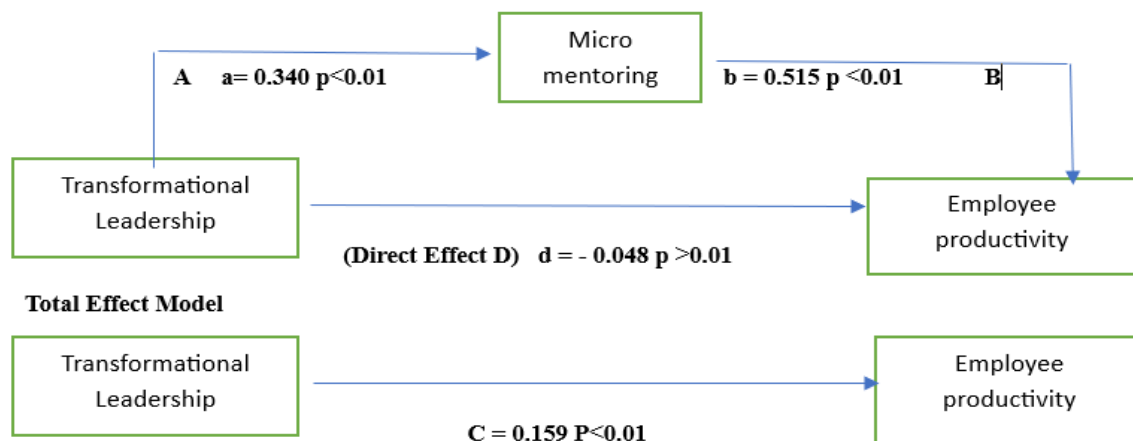 Micro
mentoring
A a= 0.340 p<0.01
b = 0.515 p <0.01 B
Transformational
Leadership
Employee
productivity
(Direct Effect D) d = - 0.048 p >0.01
Total Effect Model
Transformational
Leadership
Employee
productivity
C = 0.159 P<0.01